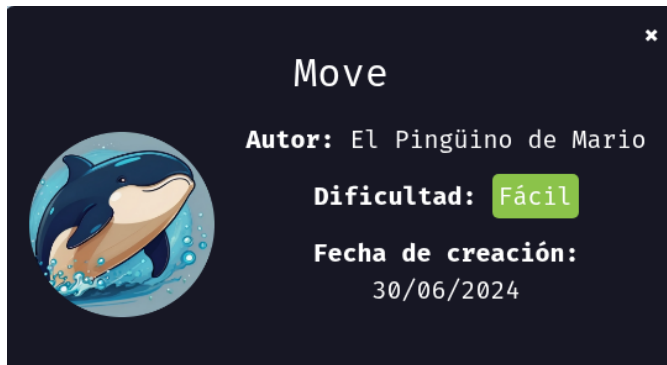 ×
Move
Autor: El Pingüino de Mario
Dificultad: Fácil
Fecha de creación:
30/06/2024